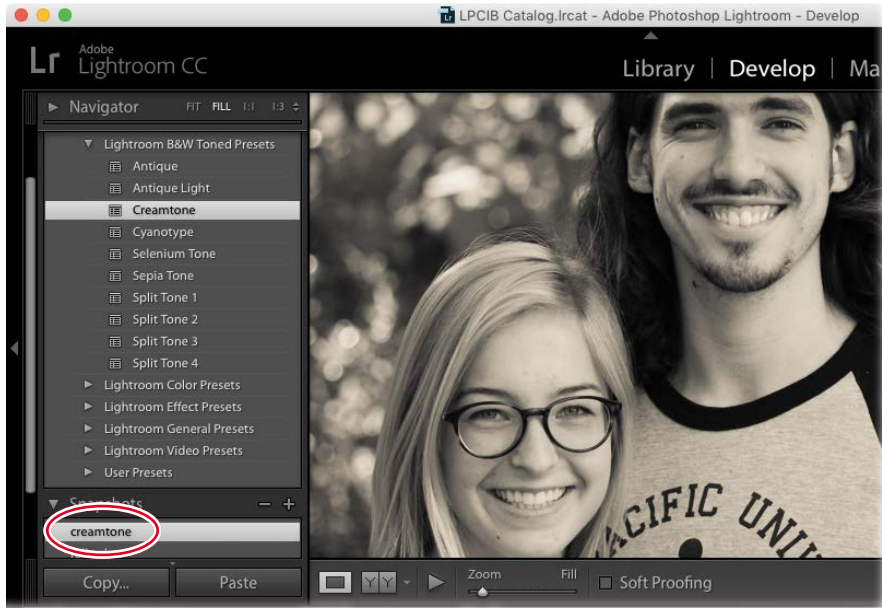 LPCIB Catalog.lrcat - Adobe Photoshop Lightroom - Develop
Lr Adobe Lightroom CC
Library | Develop | Ma
Navigator FIT FILL 1:1 1:3
Lightroom B&W Toned Presets
Antique
Antique Light
Creamtone
Cyanotype
Selenium Tone
Sepia Tone
Split Tone 1
Split Tone 2
Split Tone 3
Split Tone 4
Lightroom Color Presets
Lightroom Effect Presets
Lightroom General Presets
Lightroom Video Presets
User Presets
Snapshots − +
creamtone
Copy... Paste
Zoom Fill
Soft Proofing
ACIFIC UNI